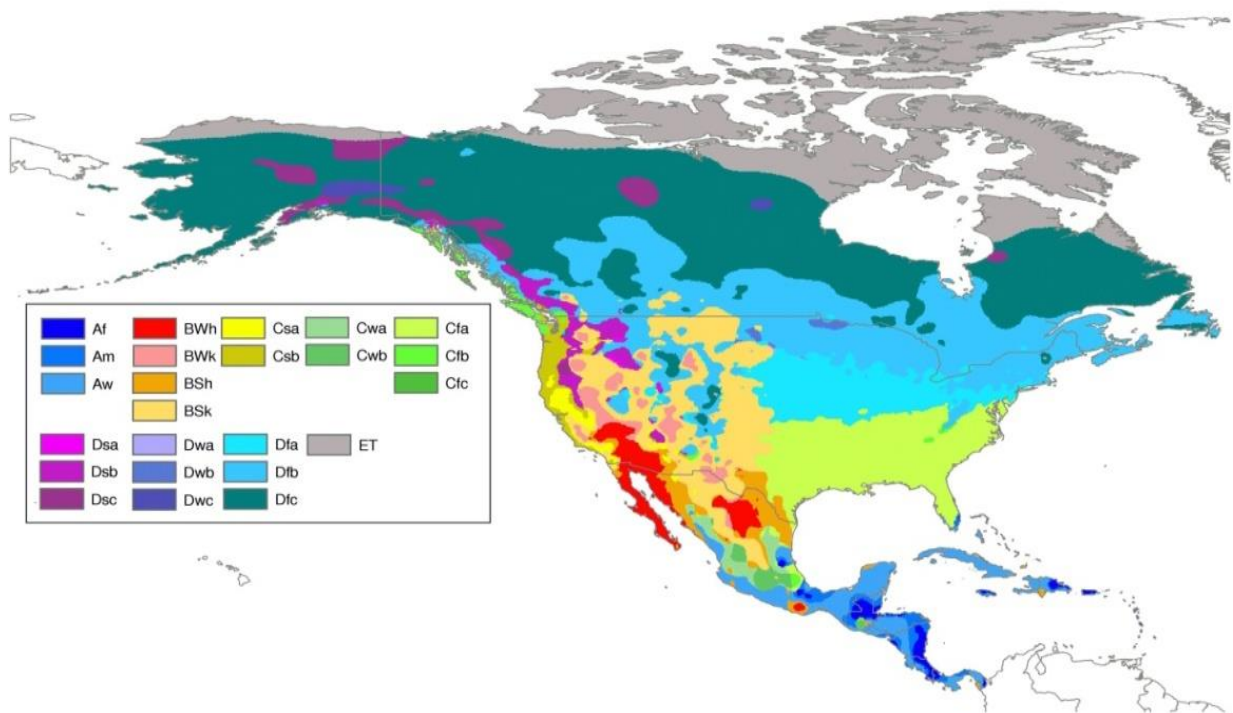 Af BWh Csa Cwa Cfa
Am BWk Csb Cwb Cfb
Aw BSh Cfc
BSk
Dsa Dwa Dfa ET
Dsb Dwb Dfb
Dsc Dwc Dfc